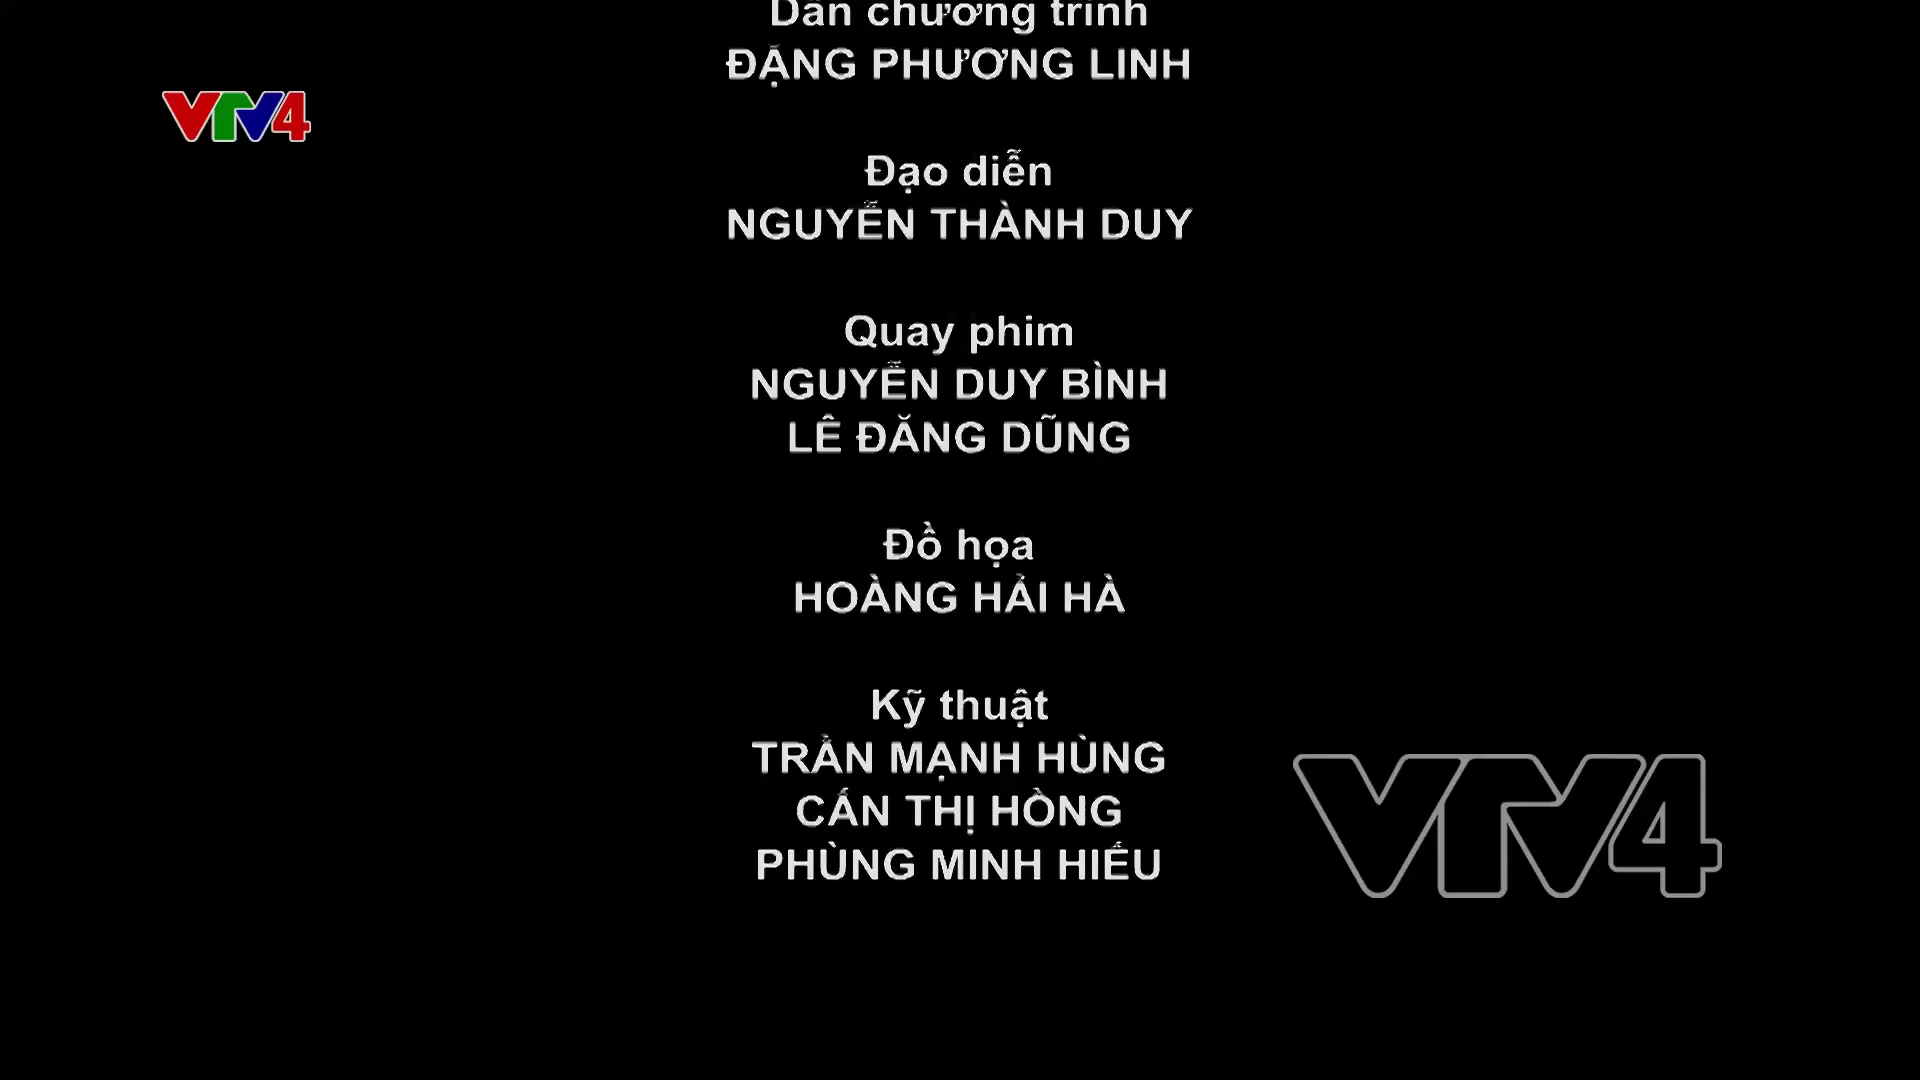 Dẫn chương trình
ĐẶNG PHƯƠNG LINH
VTV4
Đạo diễn
NGUYỄN THÀNH DUY
Quay phim
NGUYỄN DUY BÌNH
LÊ ĐĂNG DŨNG
Đồ họa
HOÀNG HẢI HÀ
Kỹ thuật
TRẦN MẠNH HÙNG
CẤN THỊ HỒNG
PHÙNG MINH HIẾU
VTV4